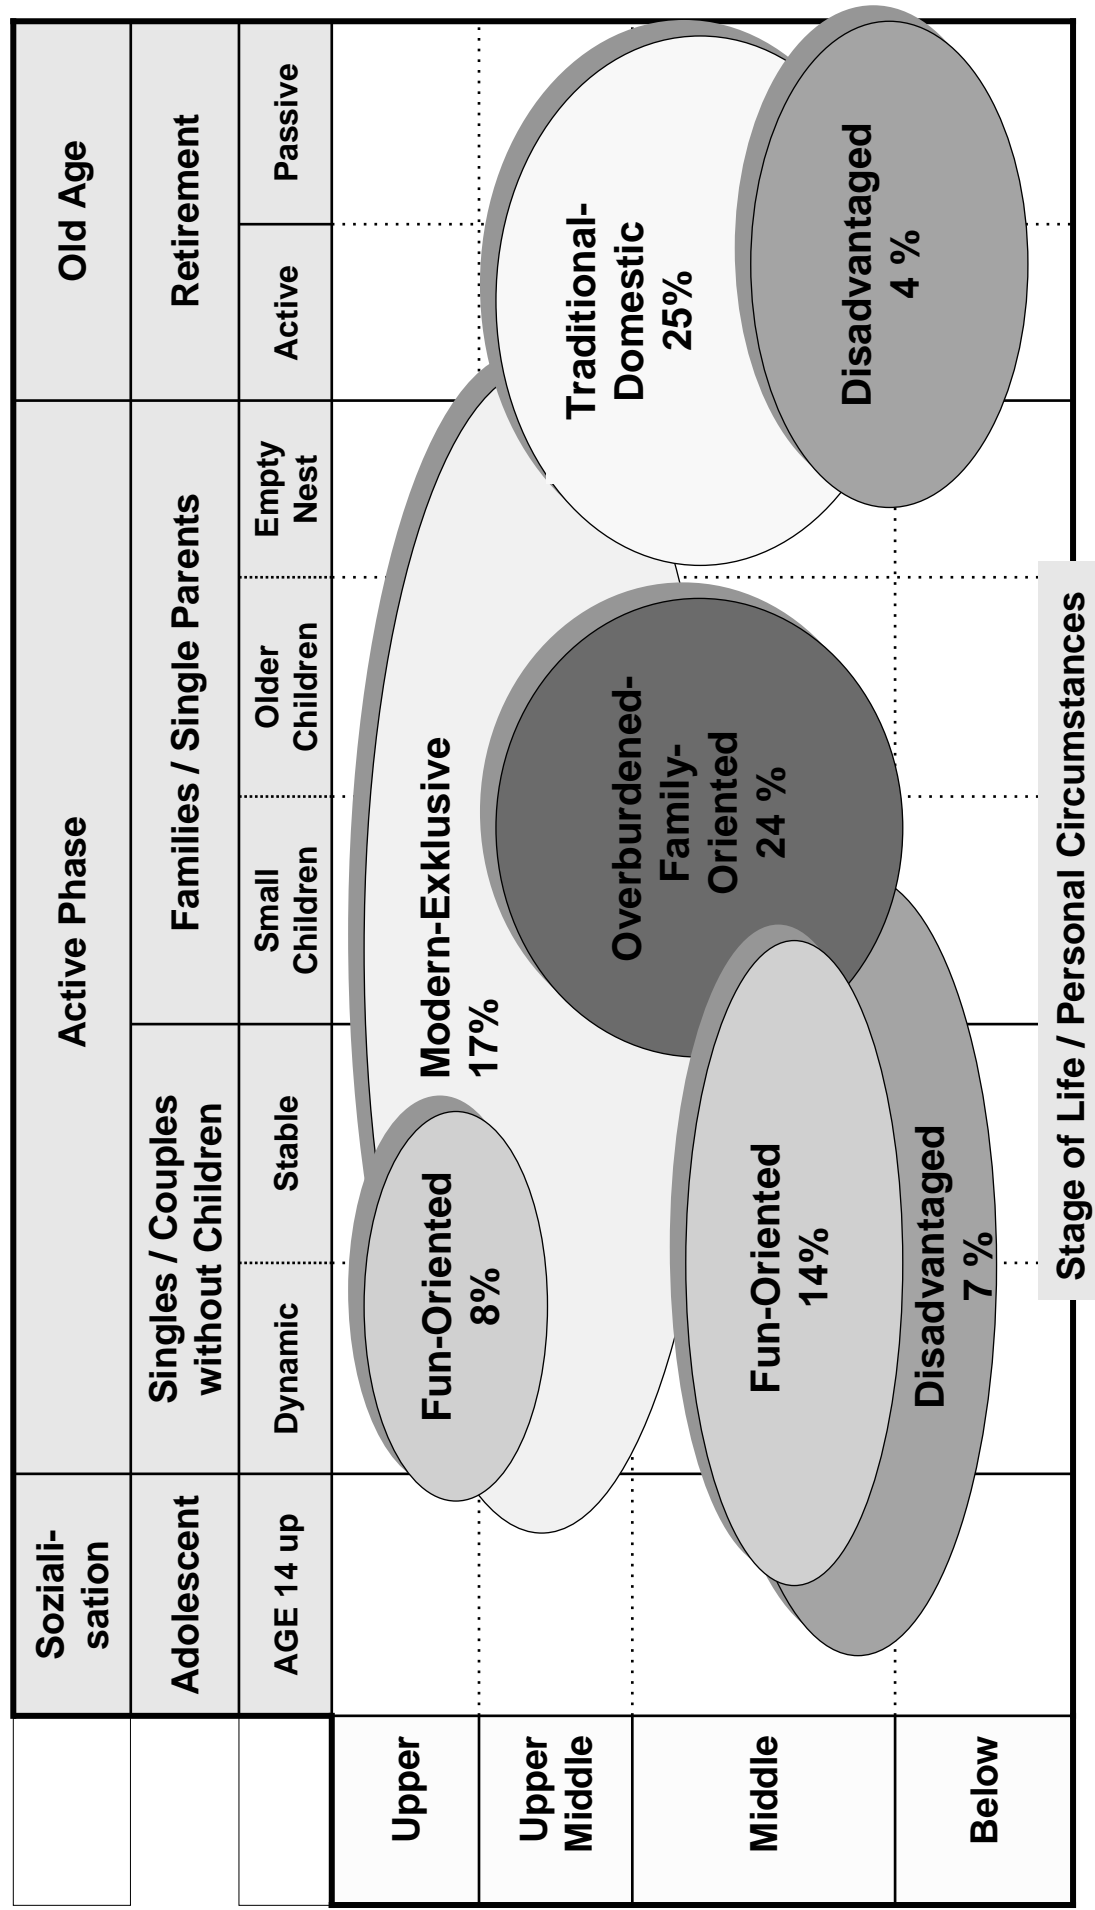 Soziali-
sation
Active Phase
Old Age
Adolescent
Singles / Couples
without Children
Families / Single Parents
Retirement
AGE 14 up
Dynamic
Stable
Small
Children
Older
Children
Empty
Nest
Active
Passive
Upper
Upper
Middle
Middle
Below
Fun-Oriented
8%
Modern-Exklusive
17%
Overburdened-
Family-
Oriented
24 %
Traditional-
Domestic
25%
Fun-Oriented
14%
Disadvantaged
7 %
Disadvantaged
4 %
Stage of Life / Personal Circumstances